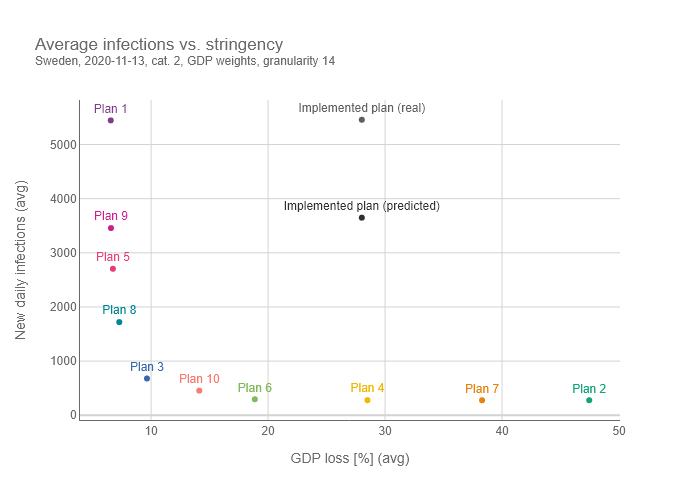 Average infections vs. stringency
Sweden, 2020-11-13, cat. 2, GDP weights, granularity 14
Plan 1
Implemented plan (real)
5000
4000
Implemented plan (predicted)
Plan 9
3000
Plan 5
2000
Plan 8
1000
Plan 3
Plan 10
Plan 6
Plan 4
Plan 7
Plan 2
0
10
20
30
40
50
New daily infections (avg)
GDP loss [%] (avg)